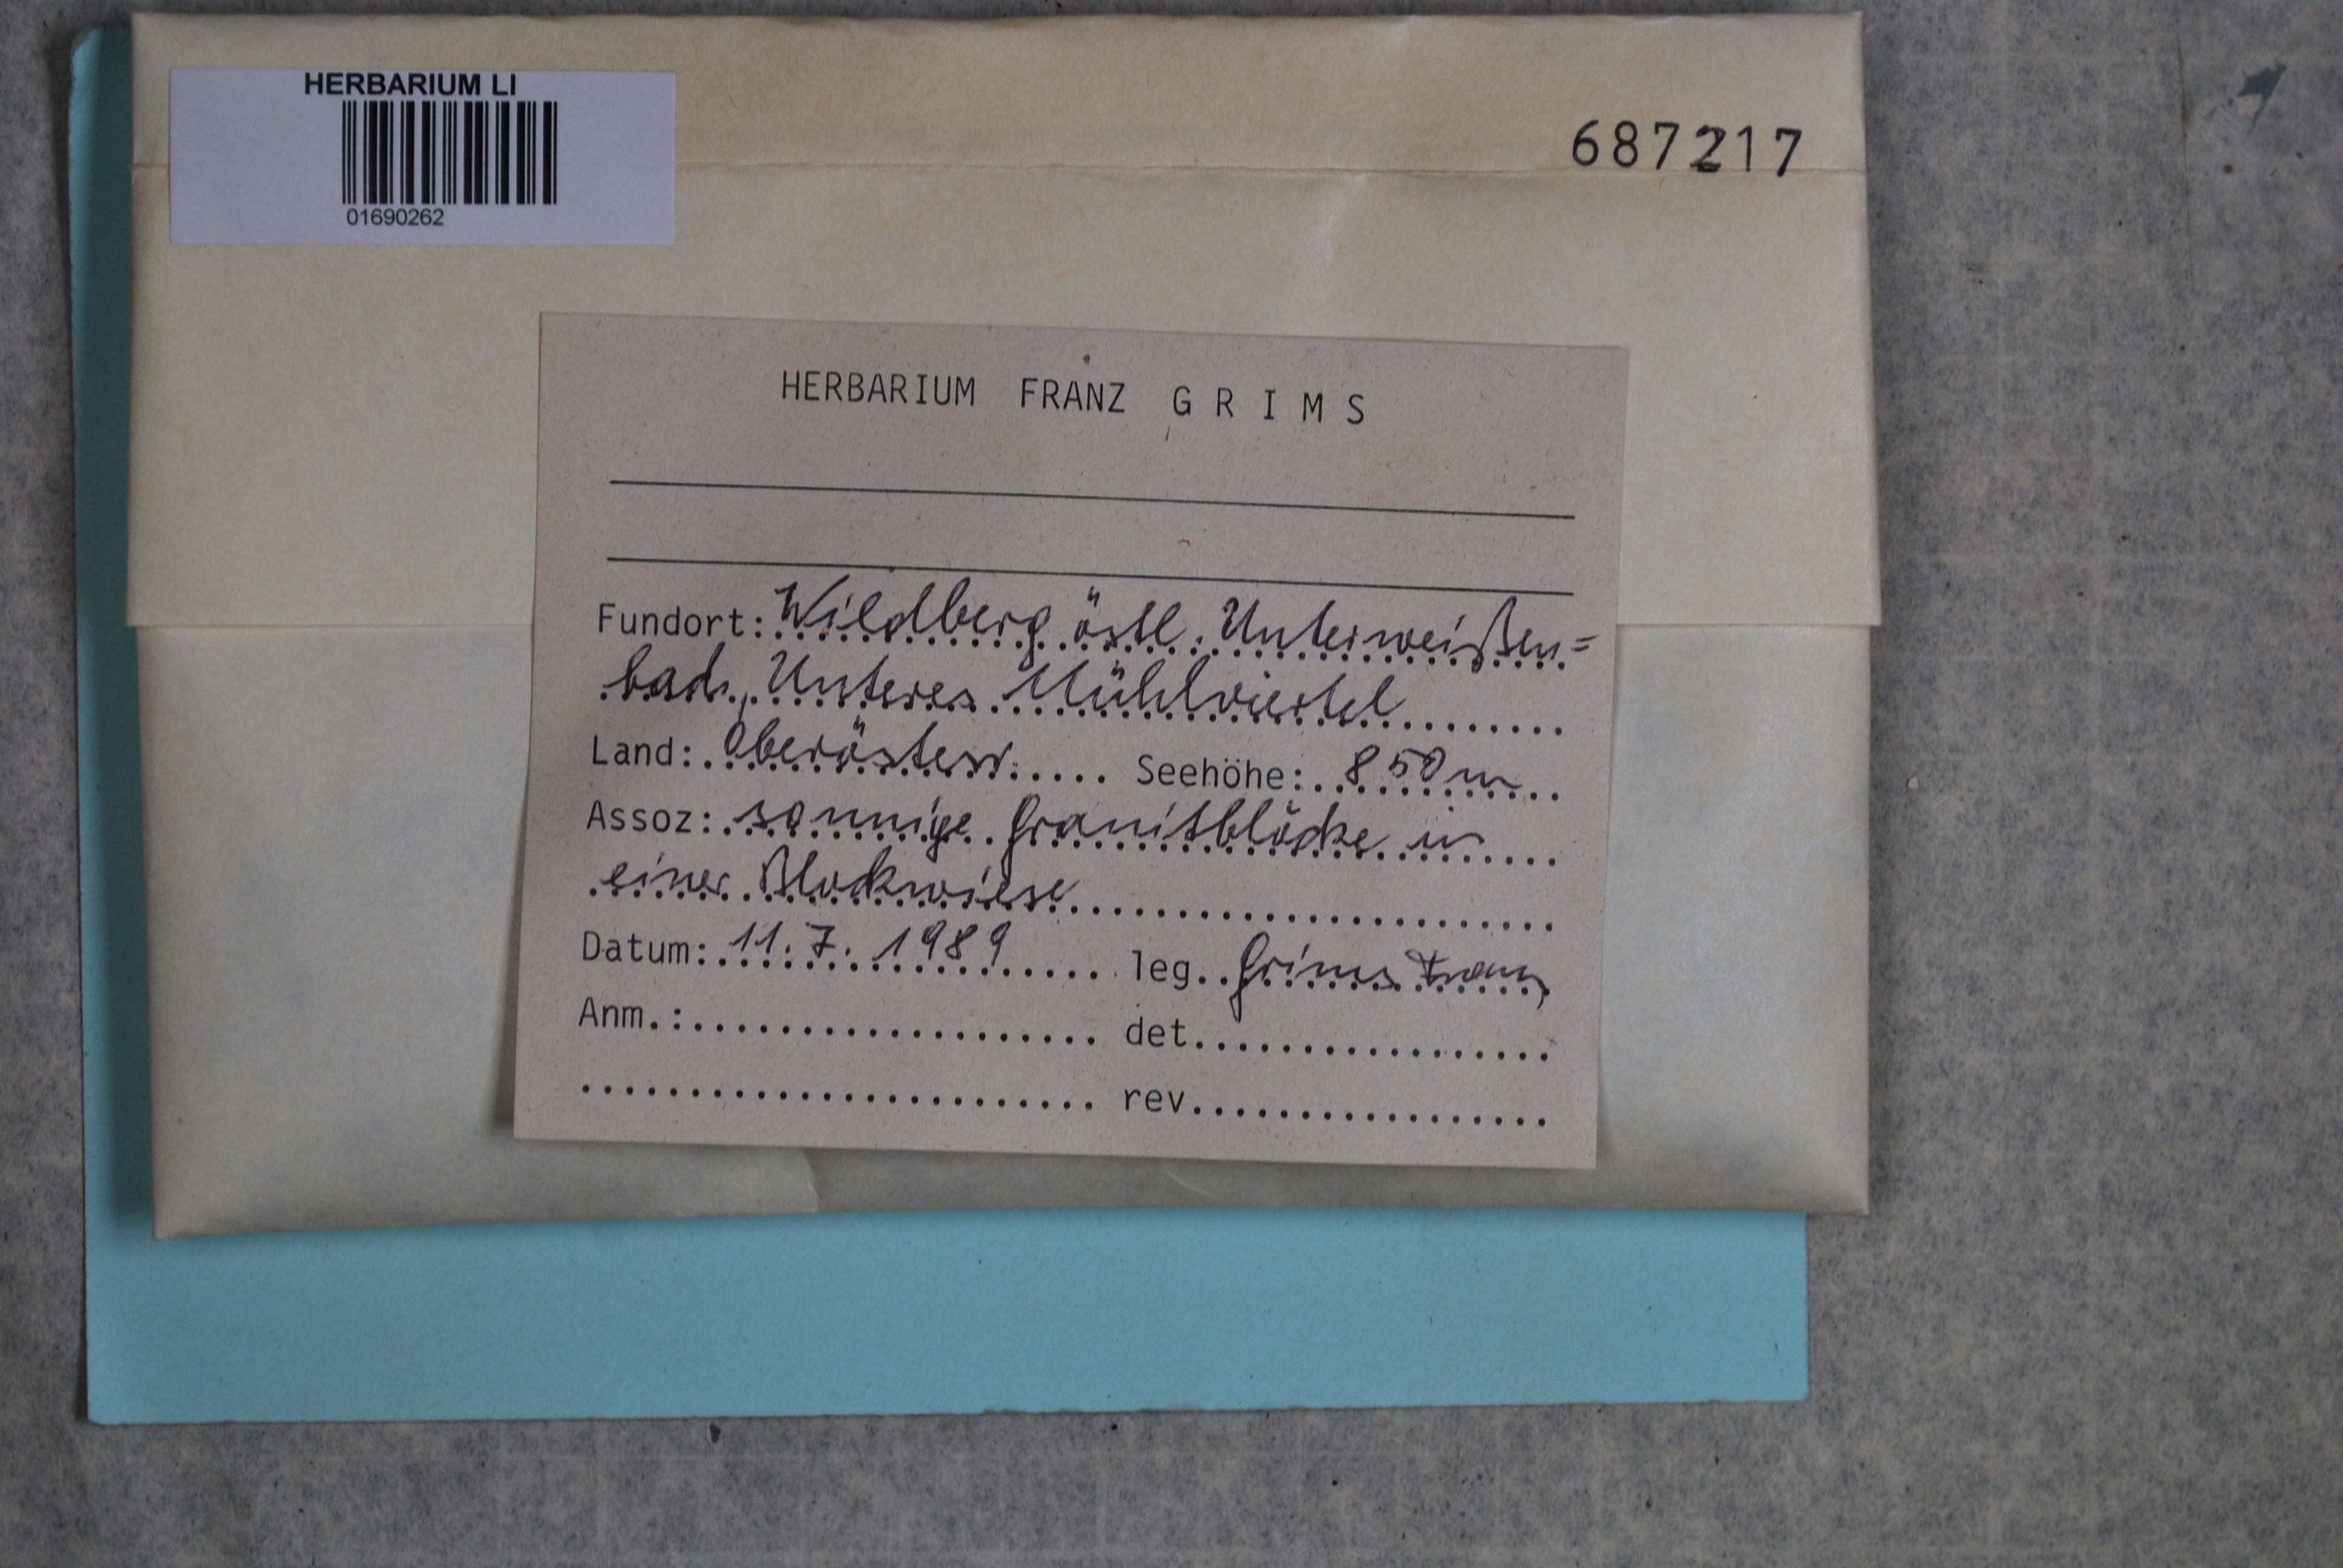 HERBARIUM LI
01690262
687217
HERBARIUM FRANZ GRIMS
Fundort: Wildberg östl. Unterweißen=
bach, Unteres Mühlviertel
Land: Oberösterr. Seehöhe: 850 m
Assoz: sonnige Granitblöcke in
einer Blockwiese
Datum: 11. 7. 1989 leg. Grims Franz
Anm.: det.
rev.